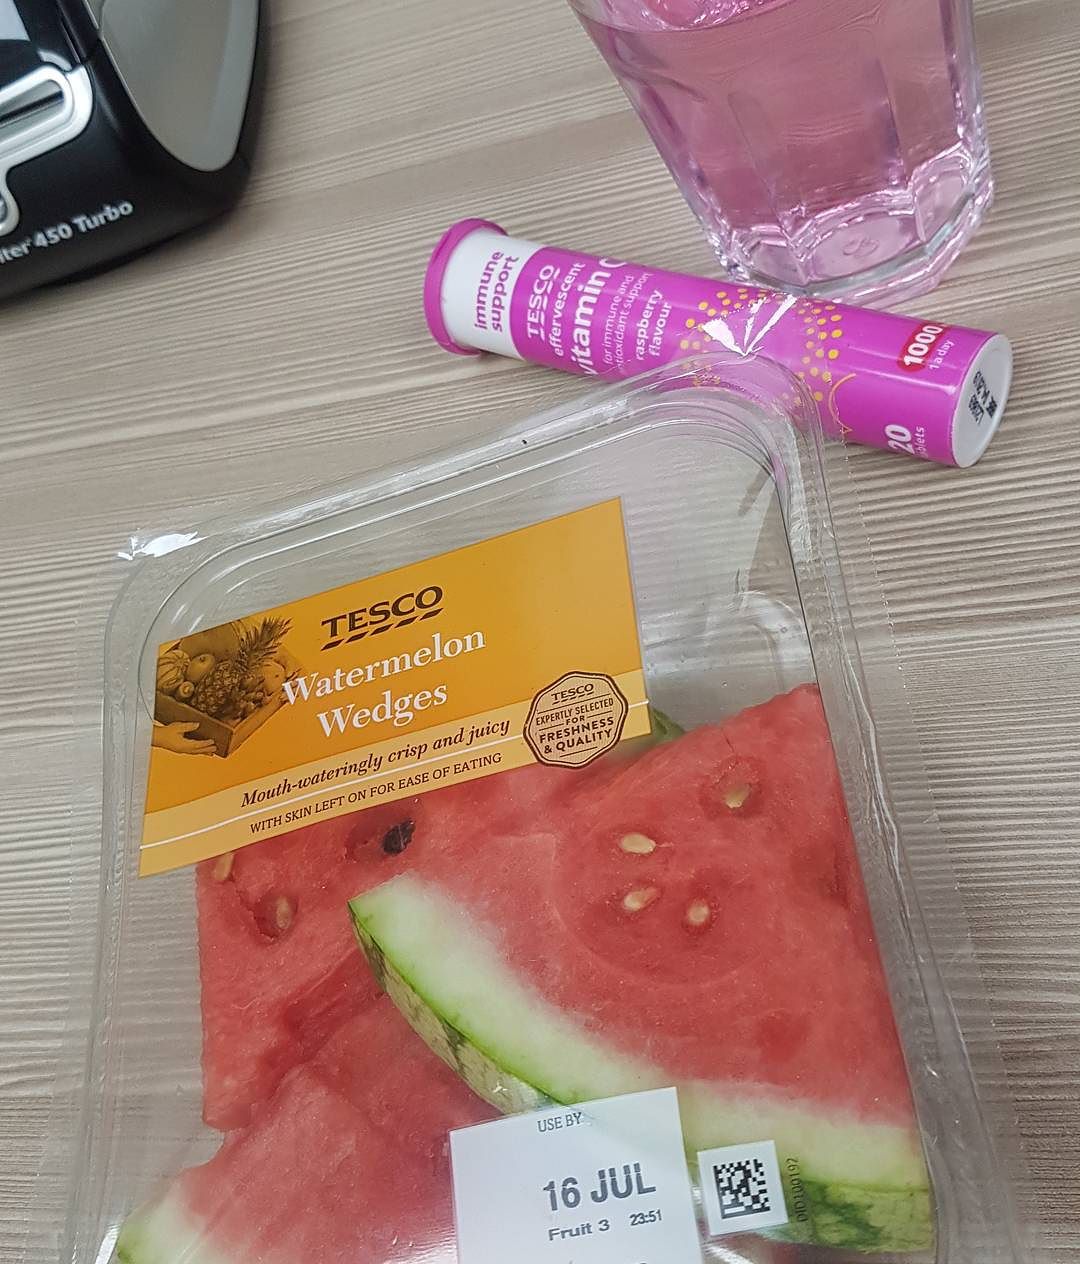 450 Turbo
immune
support
TESCO
effervescent
vitamin C
for immune and
antioxidant support
raspberry
flavour
1000
1 a day
20
tablets
TESCO
Watermelon
Wedges
Mouth-wateringly crisp and juicy
WITH SKIN LEFT ON FOR EASE OF EATING
TESCO
EXPERTLY SELECTED
FOR
FRESHNESS
& QUALITY
USE BY
16 JUL
Fruit 3 23:51